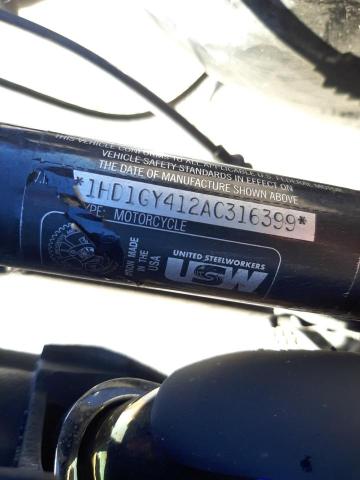 THIS VEHICLE CONFORMS TO ALL APPLICABLE U.S. FEDERAL MOTOR
VEHICLE SAFETY STANDARDS IN EFFECT ON
THE DATE OF MANUFACTURE SHOWN ABOVE
*1HD1GY412AC316399*
TYPE: MOTORCYCLE
MADE
IN THE
USA
UNITED STEELWORKERS
USW